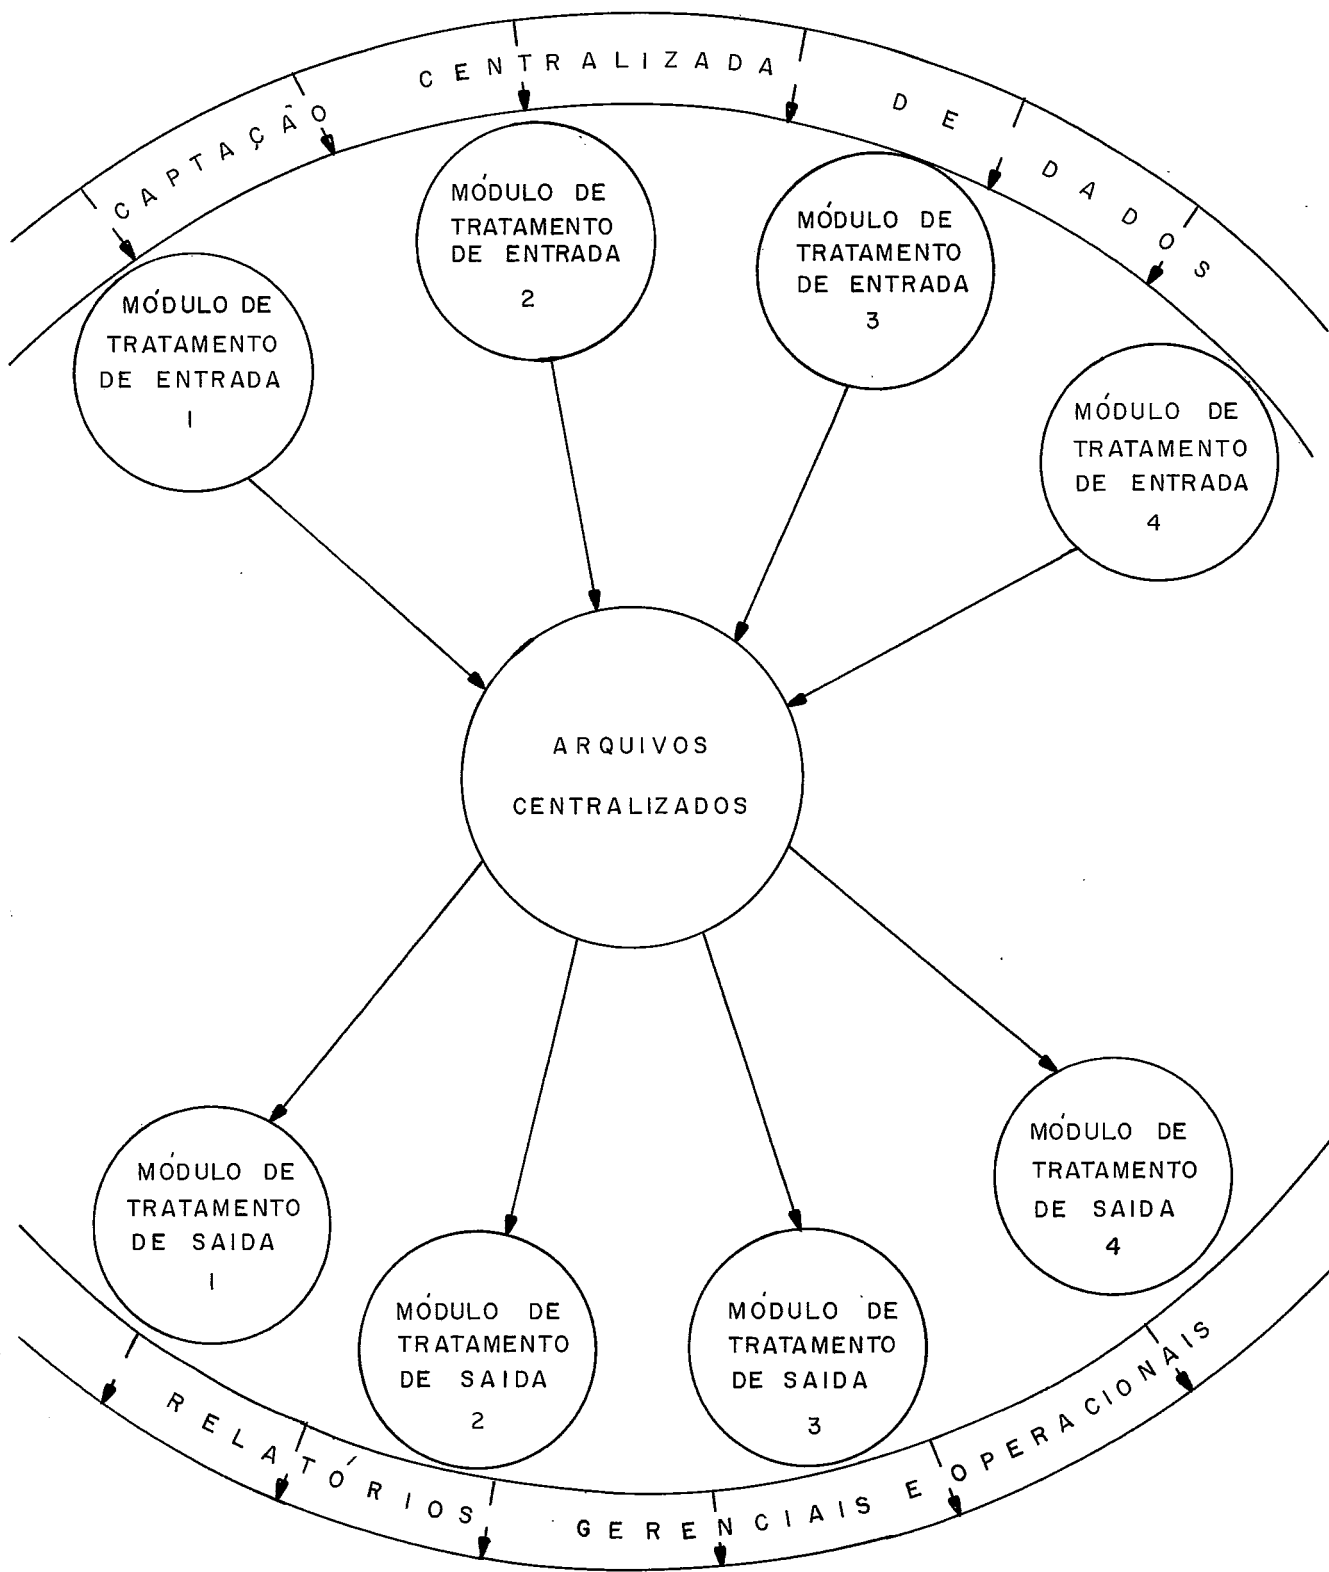 CAPTAÇÃO CENTRALIZADA DE DADOS
MÓDULO DE
TRATAMENTO
DE ENTRADA
1
MÓDULO DE
TRATAMENTO
DE ENTRADA
2
MÓDULO DE
TRATAMENTO
DE ENTRADA
3
MÓDULO DE
TRATAMENTO
DE ENTRADA
4
ARQUIVOS
CENTRALIZADOS
MÓDULO DE
TRATAMENTO
DE SAIDA
1
MÓDULO DE
TRATAMENTO
DE SAIDA
2
MÓDULO DE
TRATAMENTO
DE SAIDA
3
MÓDULO DE
TRATAMENTO
DE SAIDA
4
RELATÓRIOS GERENCIAIS E OPERACIONAIS